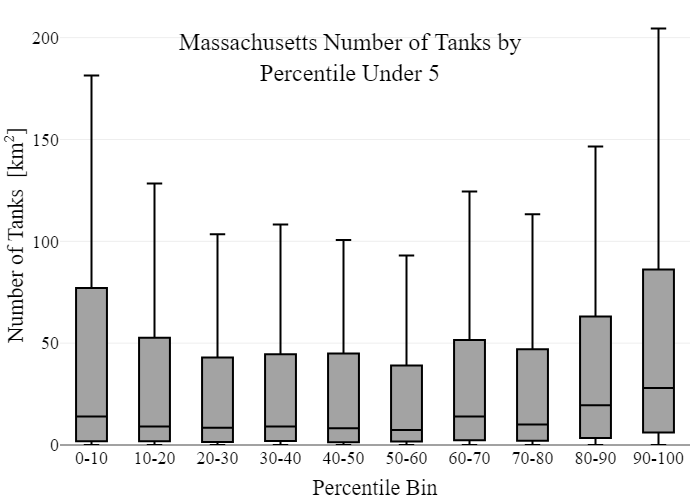 Massachusetts Number of Tanks by
Percentile Under 5
Number of Tanks [km²]
200
150
100
50
0
0-10 10-20 20-30 30-40 40-50 50-60 60-70 70-80 80-90 90-100
Percentile Bin